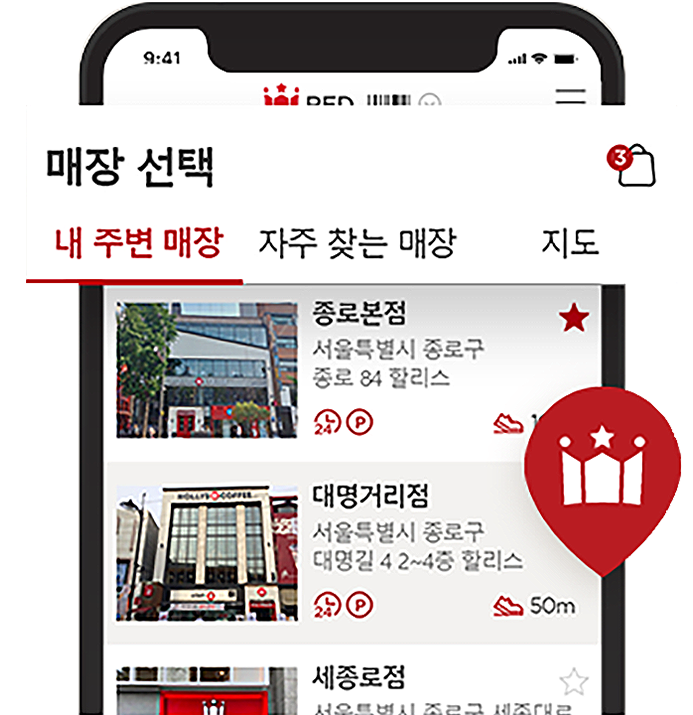 9:41
RED
매장 선택
3
내 주변 매장
자주 찾는 매장
지도
종로본점
서울특별시 종로구
종로 84 할리스
24 P
HOLLYS COFFEE
대명거리점
서울특별시 종로구
대명길 4 2~4층 할리스
24 P
50m
세종로점
서울특별시 종로구 세종대로